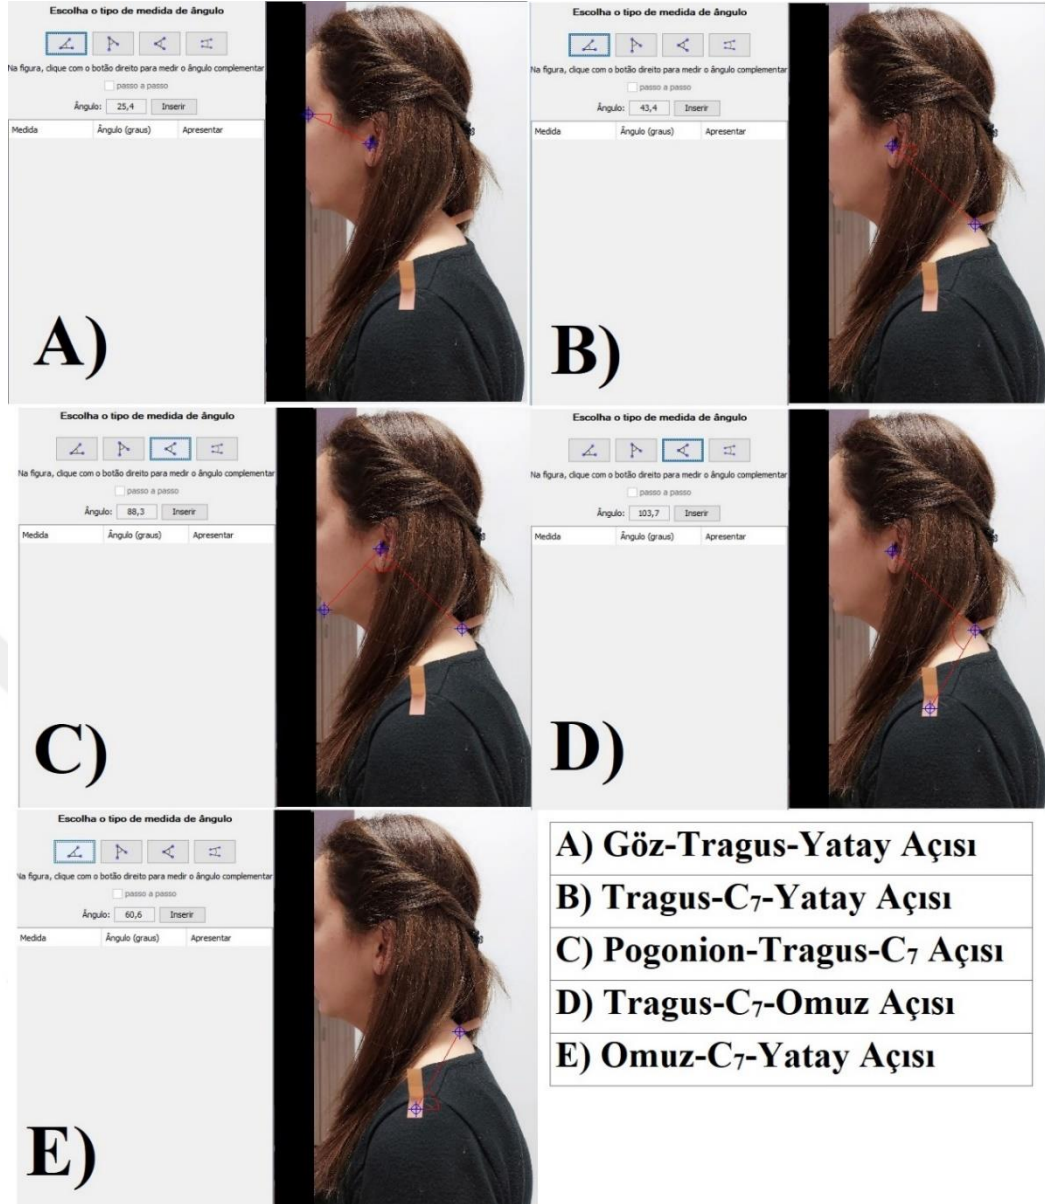 Escolha o tipo de medida de ângulo
Na figura, clique com o botão direito para medir o ângulo complementar
passo a passo
Ângulo: 25,4 Inserir
Medida Ângulo (graus) Apresentar
A)
Escolha o tipo de medida de ângulo
Na figura, clique com o botão direito para medir o ângulo complementar
passo a passo
Ângulo: 43,4 Inserir
Medida Ângulo (graus) Apresentar
B)
Escolha o tipo de medida de ângulo
Na figura, clique com o botão direito para medir o ângulo complementar
passo a passo
Ângulo: 88,3 Inserir
Medida Ângulo (graus) Apresentar
C)
Escolha o tipo de medida de ângulo
Na figura, clique com o botão direito para medir o ângulo complementar
passo a passo
Ângulo: 103,7 Inserir
Medida Ângulo (graus) Apresentar
D)
Escolha o tipo de medida de ângulo
Na figura, clique com o botão direito para medir o ângulo complementar
passo a passo
Ângulo: 60,6 Inserir
Medida Ângulo (graus) Apresentar
E)
A) Göz-Tragus-Yatay Açısı
B) Tragus-C₇-Yatay Açısı
C) Pogonion-Tragus-C₇ Açısı
D) Tragus-C₇-Omuz Açısı
E) Omuz-C₇-Yatay Açısı